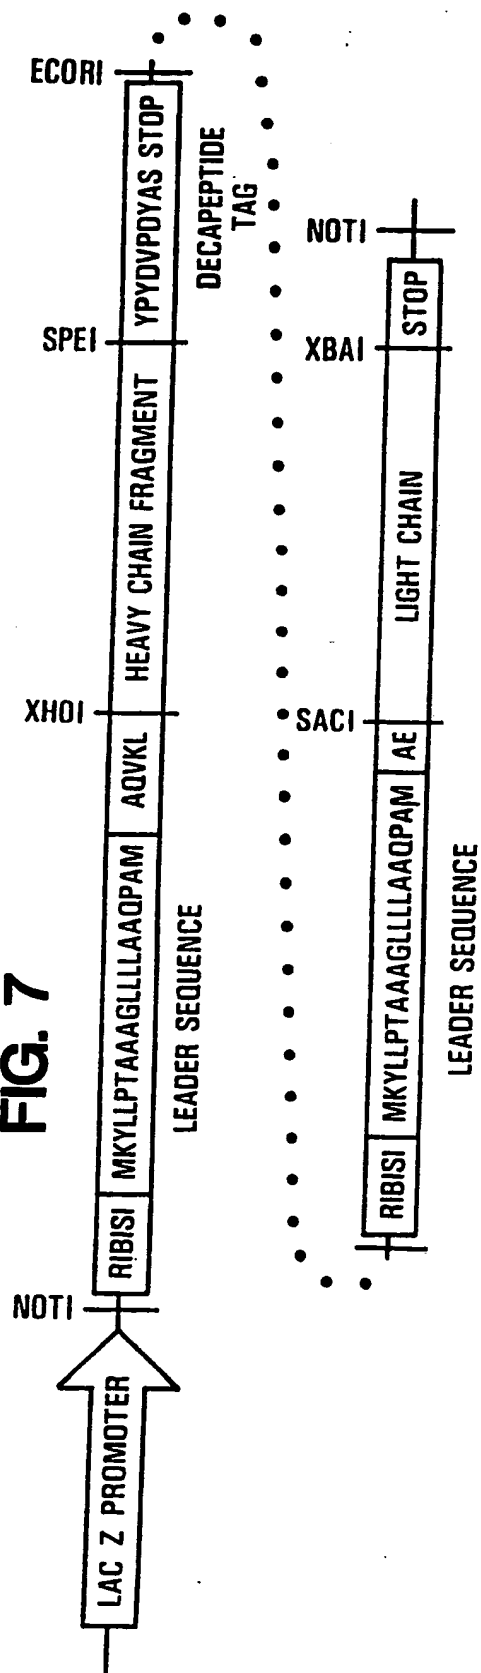 FIG. 7
LAC Z PROMOTER
NOTI
RIBISI
MKYLLPTAAAGLLLLAAQPAM
LEADER SEQUENCE
AQVKL
XHOI
HEAVY CHAIN FRAGMENT
SPEI
YPYDVPDYAS STOP
DECAPEPTIDE
TAG
ECORI
RIBISI
MKYLLPTAAAGLLLLAAQPAM
LEADER SEQUENCE
AE
SACI
LIGHT CHAIN
XBAI
STOP
NOTI